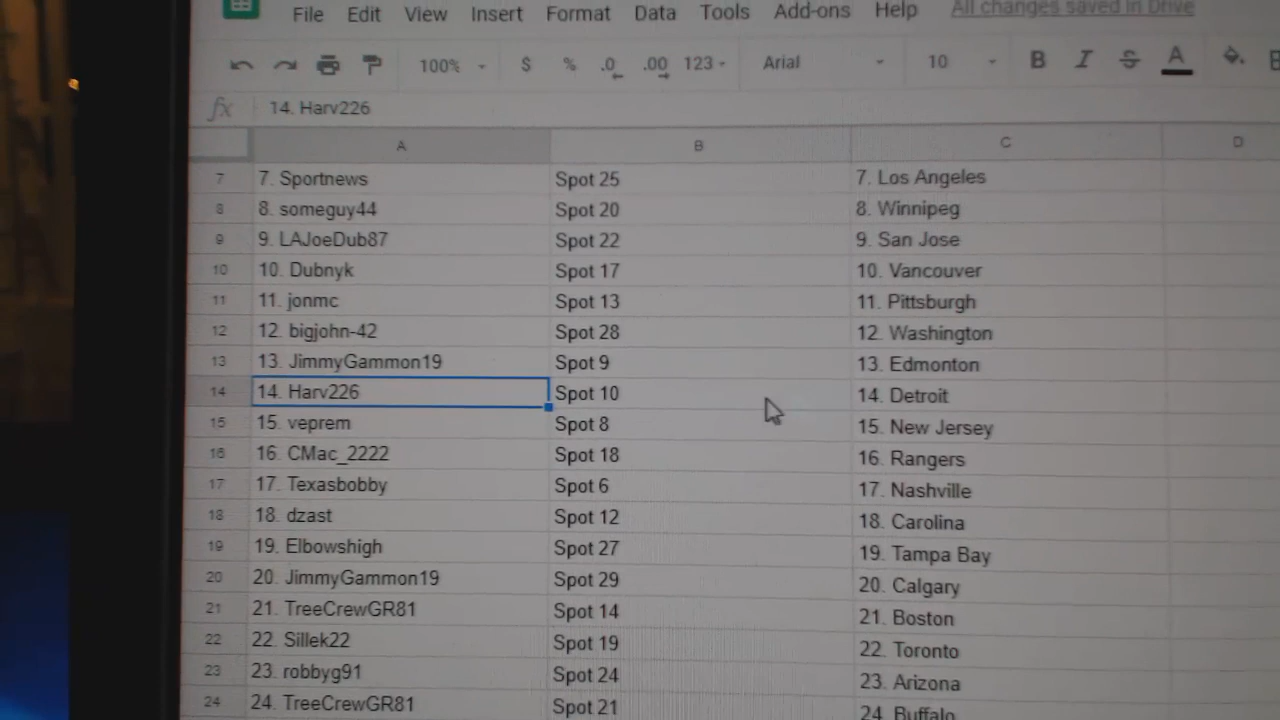 File Edit View Insert Format Data Tools Add-ons Help All changes saved in Drive
100% $ % .0 .00 123 Arial 10 B I S A
fx 14. Harv226
A B C D
7 7. Sportnews Spot 25 7. Los Angeles
8 8. someguy44 Spot 20 8. Winnipeg
9 9. LAJoeDub87 Spot 22 9. San Jose
10 10. Dubnyk Spot 17 10. Vancouver
11 11. jonmc Spot 13 11. Pittsburgh
12 12. bigjohn-42 Spot 28 12. Washington
13 13. JimmyGammon19 Spot 9 13. Edmonton
14 14. Harv226 Spot 10 14. Detroit
15 15. veprem Spot 8 15. New Jersey
16 16. CMac_2222 Spot 18 16. Rangers
17 17. Texasbobby Spot 6 17. Nashville
18 18. dzast Spot 12 18. Carolina
19 19. Elbowshigh Spot 27 19. Tampa Bay
20 20. JimmyGammon19 Spot 29 20. Calgary
21 21. TreeCrewGR81 Spot 14 21. Boston
22 22. Sillek22 Spot 19 22. Toronto
23 23. robbyg91 Spot 24 23. Arizona
24 24. TreeCrewGR81 Spot 21 24. Buffalo